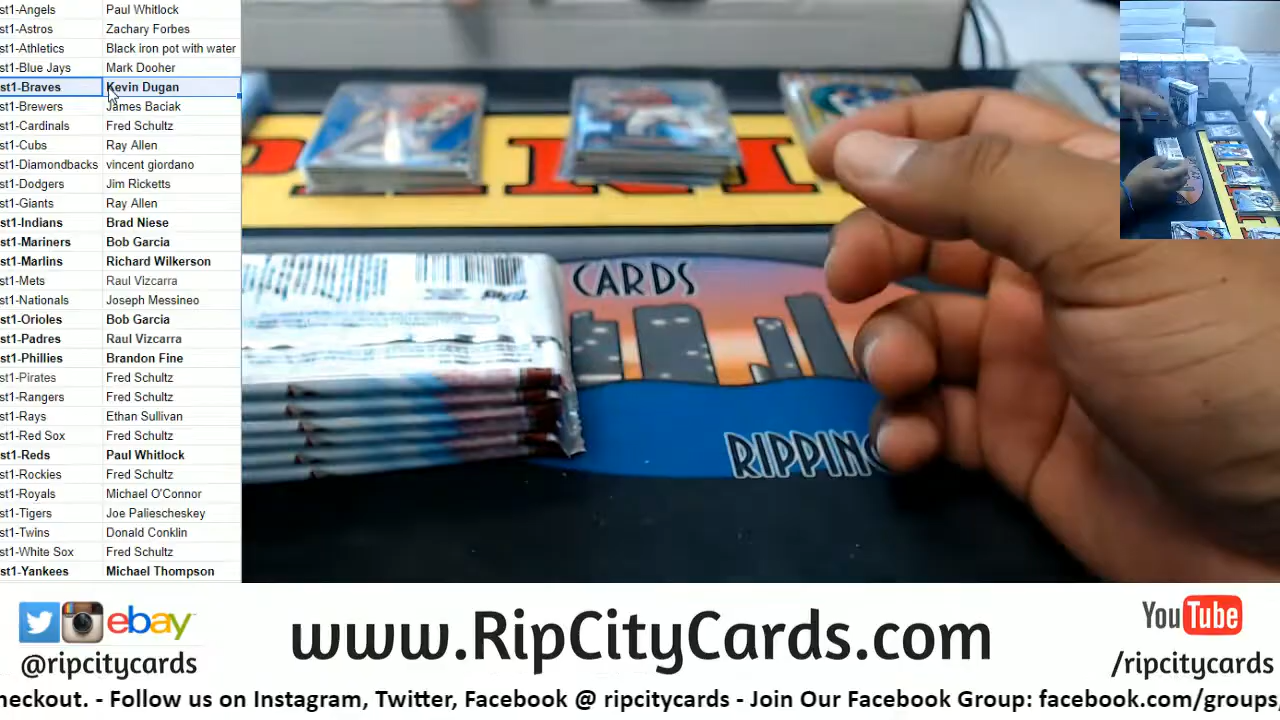 st1-Angels Paul Whitlock
st1-Astros Zachary Forbes
st1-Athletics Black iron pot with water
st1-Blue Jays Mark Dooher
st1-Braves Kevin Dugan
st1-Brewers James Baciak
st1-Cardinals Fred Schultz
st1-Cubs Ray Allen
st1-Diamondbacks vincent giordano
st1-Dodgers Jim Ricketts
st1-Giants Ray Allen
st1-Indians Brad Niese
st1-Mariners Bob Garcia
st1-Marlins Richard Wilkerson
st1-Mets Raul Vizcarra
st1-Nationals Joseph Messineo
st1-Orioles Bob Garcia
st1-Padres Raul Vizcarra
st1-Phillies Brandon Fine
st1-Pirates Fred Schultz
st1-Rangers Fred Schultz
st1-Rays Ethan Sullivan
st1-Red Sox Fred Schultz
st1-Reds Paul Whitlock
st1-Rockies Fred Schultz
st1-Royals Michael O'Connor
st1-Tigers Joe Paliescheskey
st1-Twins Donald Conklin
st1-White Sox Fred Schultz
st1-Yankees Michael Thompson
CARDS
RIPPING
ebay
@ripcitycards
www.RipCityCards.com
YouTube
/ripcitycards
heckout. - Follow us on Instagram, Twitter, Facebook @ ripcitycards - Join Our Facebook Group: facebook.com/groups/